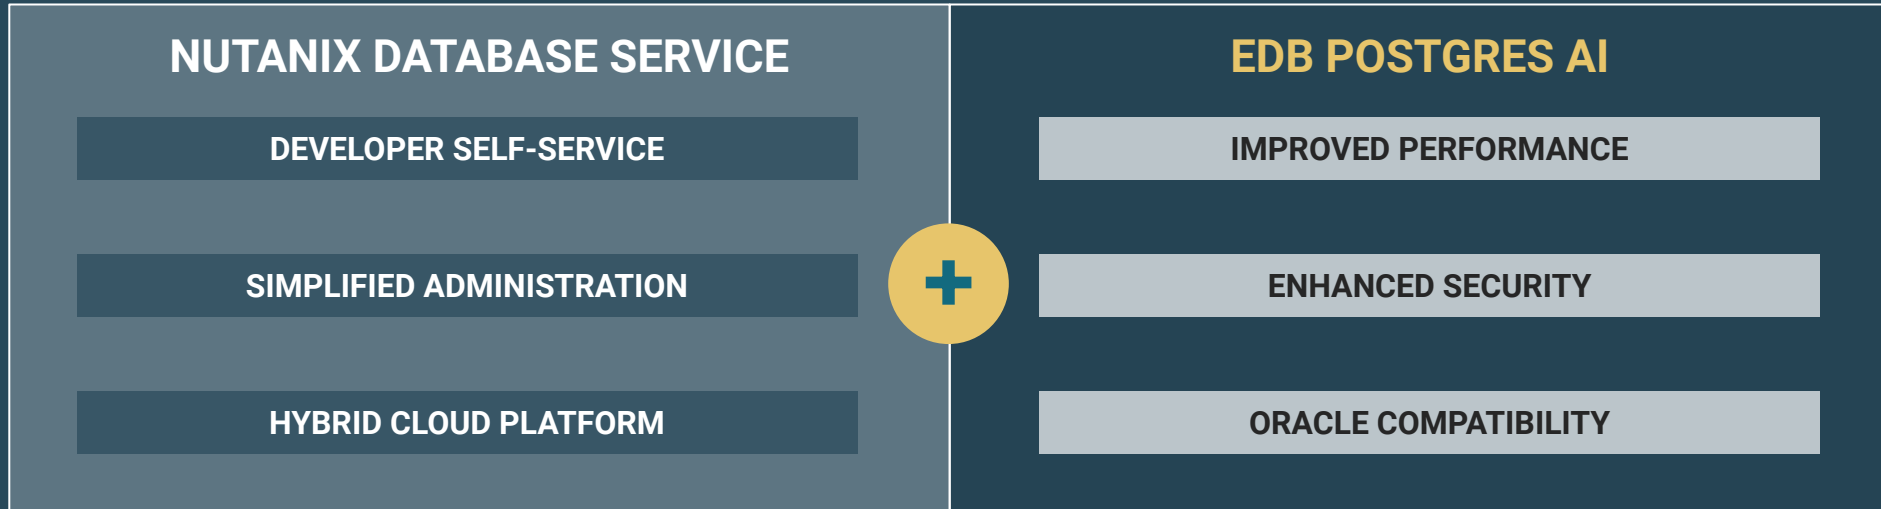 NUTANIX DATABASE SERVICE
DEVELOPER SELF-SERVICE
SIMPLIFIED ADMINISTRATION
HYBRID CLOUD PLATFORM
+
EDB POSTGRES AI
IMPROVED PERFORMANCE
ENHANCED SECURITY
ORACLE COMPATIBILITY